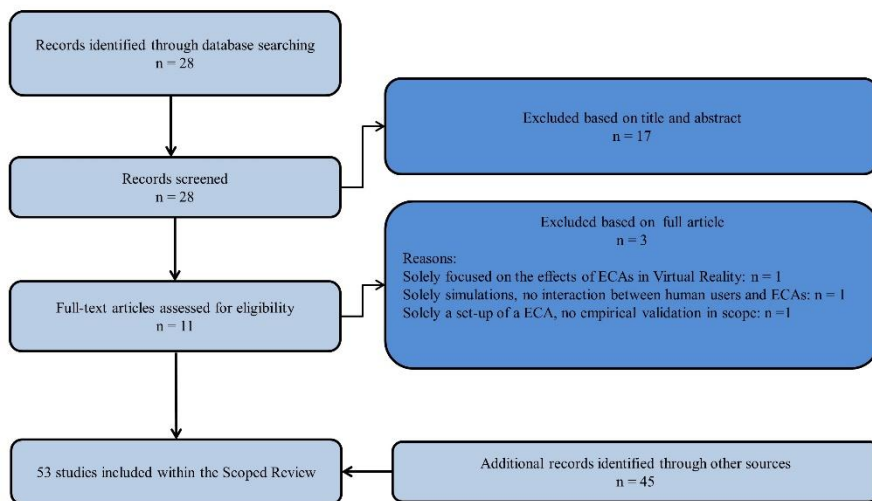 Records identified through database searching
n = 28
Excluded based on title and abstract
n = 17
Records screened
n = 28
Excluded based on full article
n = 3
Reasons:
Solely focused on the effects of ECAs in Virtual Reality: n = 1
Solely simulations, no interaction between human users and ECAs: n = 1
Solely a set-up of a ECA, no empirical validation in scope: n =1
Full-text articles assessed for eligibility
n = 11
53 studies included within the Scoped Review
Additional records identified through other sources
n = 45